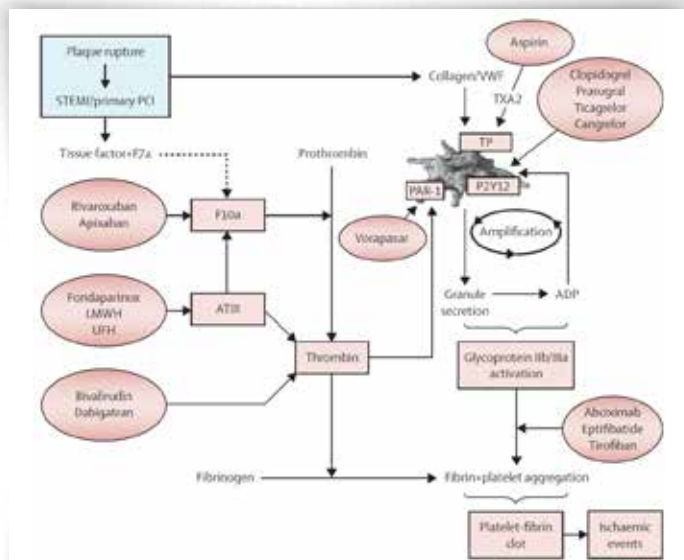 Plaque rupture
STEMI/primary PCI
Tissue factor+F7a
Collagen/VWF
Aspirin
TXA2
Clopidogrel
Prasugral
Ticagrelor
Cangrelor
TP
Prothrombin
PAR-1
P2Y12
Rivaroxaban
Apixaban
F10a
Vorapaxar
Amplification
Fondaparinux
LMWH
UFH
ATIII
Granule
secretion
ADP
Thrombin
Glycoprotein IIb/IIIa
activation
Bivalirudin
Dabigatran
Abciximab
Eptifibatide
Tirofiban
Fibrinogen
Fibrin+platelet aggregation
Platelet-fibrin
clot
Ischaemic
events